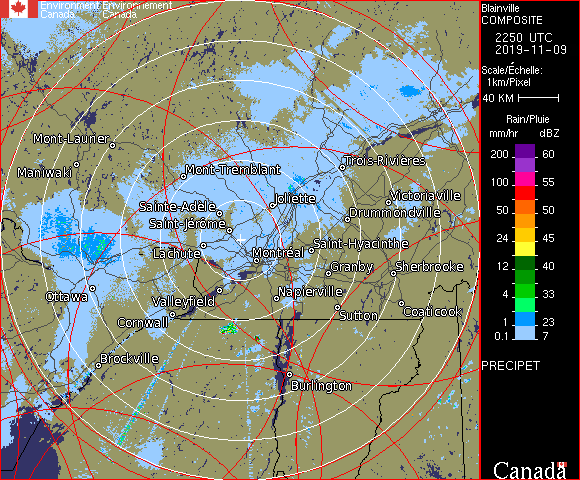 Environment Environnement
Canada Canada
Blainville
COMPOSITE
2250 UTC
2019-11-09
Scale/Échelle:
1km/Pixel
40 KM
Rain/Pluie
mm/hr dBZ
200 60
100 55
50 50
24 45
12 40
4 33
1 23
0.1 7
PRECIPET
Mont-Laurier
Maniwaki
Mont-Tremblant
Trois-Rivières
Joliette
Victoriaville
Sainte-Adèle
Drummondville
Saint-Jérôme
Saint-Hyacinthe
Lachute
Montréal
Granby
Sherbrooke
Ottawa
Valleyfield
Napierville
Coaticook
Cornwall
Sutton
Brockville
Burlington
Canada